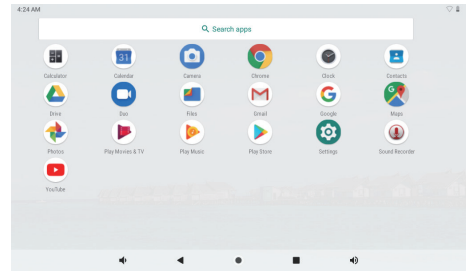 4:24 AM
Search apps
31
Calculator Calendar Camera Chrome Clock Contacts
Drive Duo Files Gmail Google Maps
Photos Play Movies & TV Play Music Play Store Settings Sound Recorder
YouTube